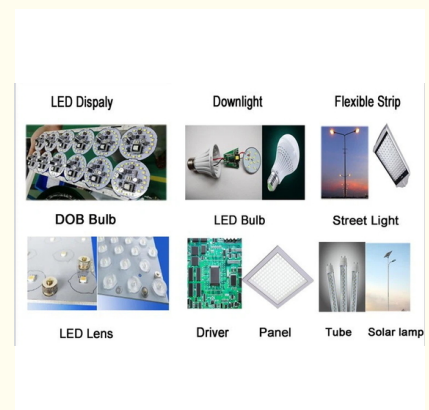 LED Dispaly Downlight Flexible Strip
DOB Bulb LED Bulb Street Light
LED Lens Driver Panel Tube Solar lamp